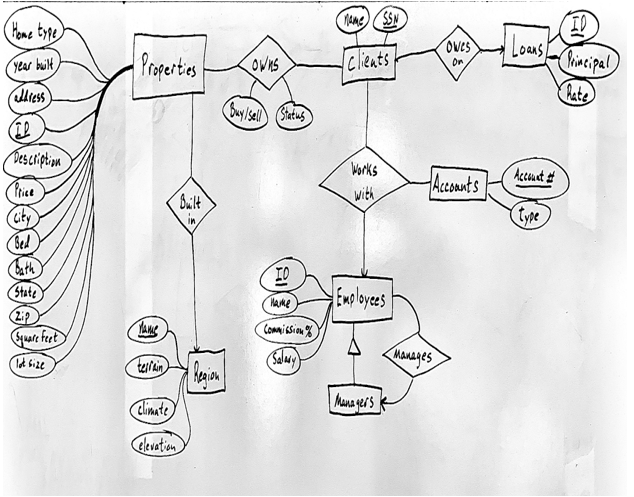 Home type
year built
address
ID
Description
Price
City
Bed
Bath
State
Zip
Square Feet
lot size
Properties
owns
Buy/sell
Status
name
SSN
Clients
owes
on
Loans
ID
Principal
Rate
Built
in
Works
with
Accounts
Account #
type
ID
name
Commission %
Salary
Employees
Manages
Managers
name
terrain
climate
elevation
Region